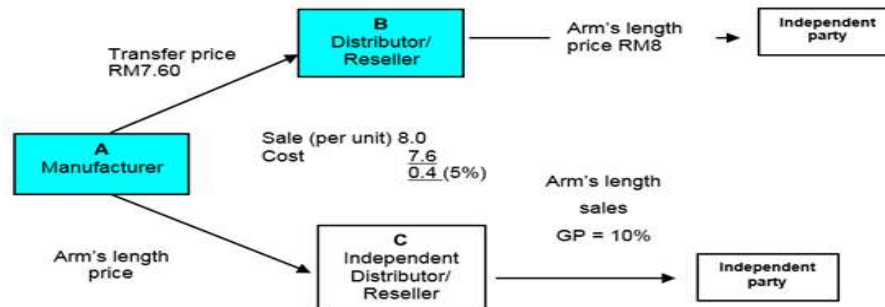 B
Distributor/
Reseller
Transfer price
RM7.60
Arm's length
price RM8
Independent
party
A
Manufacturer
Sale (per unit) 8.0
Cost 7.6
0.4 (5%)
Arm's length
sales
GP = 10%
Arm's length
price
C
Independent
Distributor/
Reseller
Independent
party